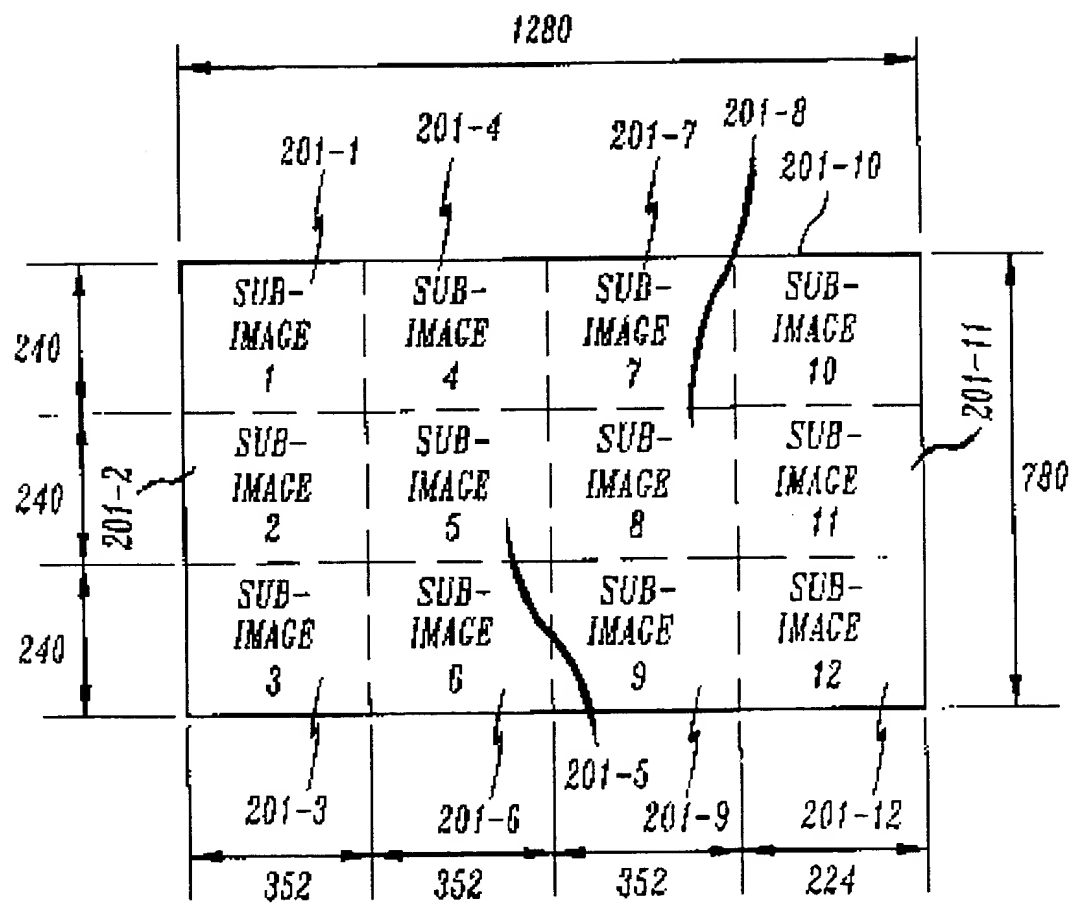 1280
201-1
201-4
201-7
201-8
201-10
SUB-
IMAGE
1
SUB-
IMAGE
4
SUB-
IMAGE
7
SUB-
IMAGE
10
240
201-11
SUB-
IMAGE
2
SUB-
IMAGE
5
SUB-
IMAGE
8
SUB-
IMAGE
11
240
201-2
780
SUB-
IMAGE
3
SUB-
IMAGE
6
SUB-
IMAGE
9
SUB-
IMAGE
12
240
201-3
201-6
201-5
201-9
201-12
352
352
352
224